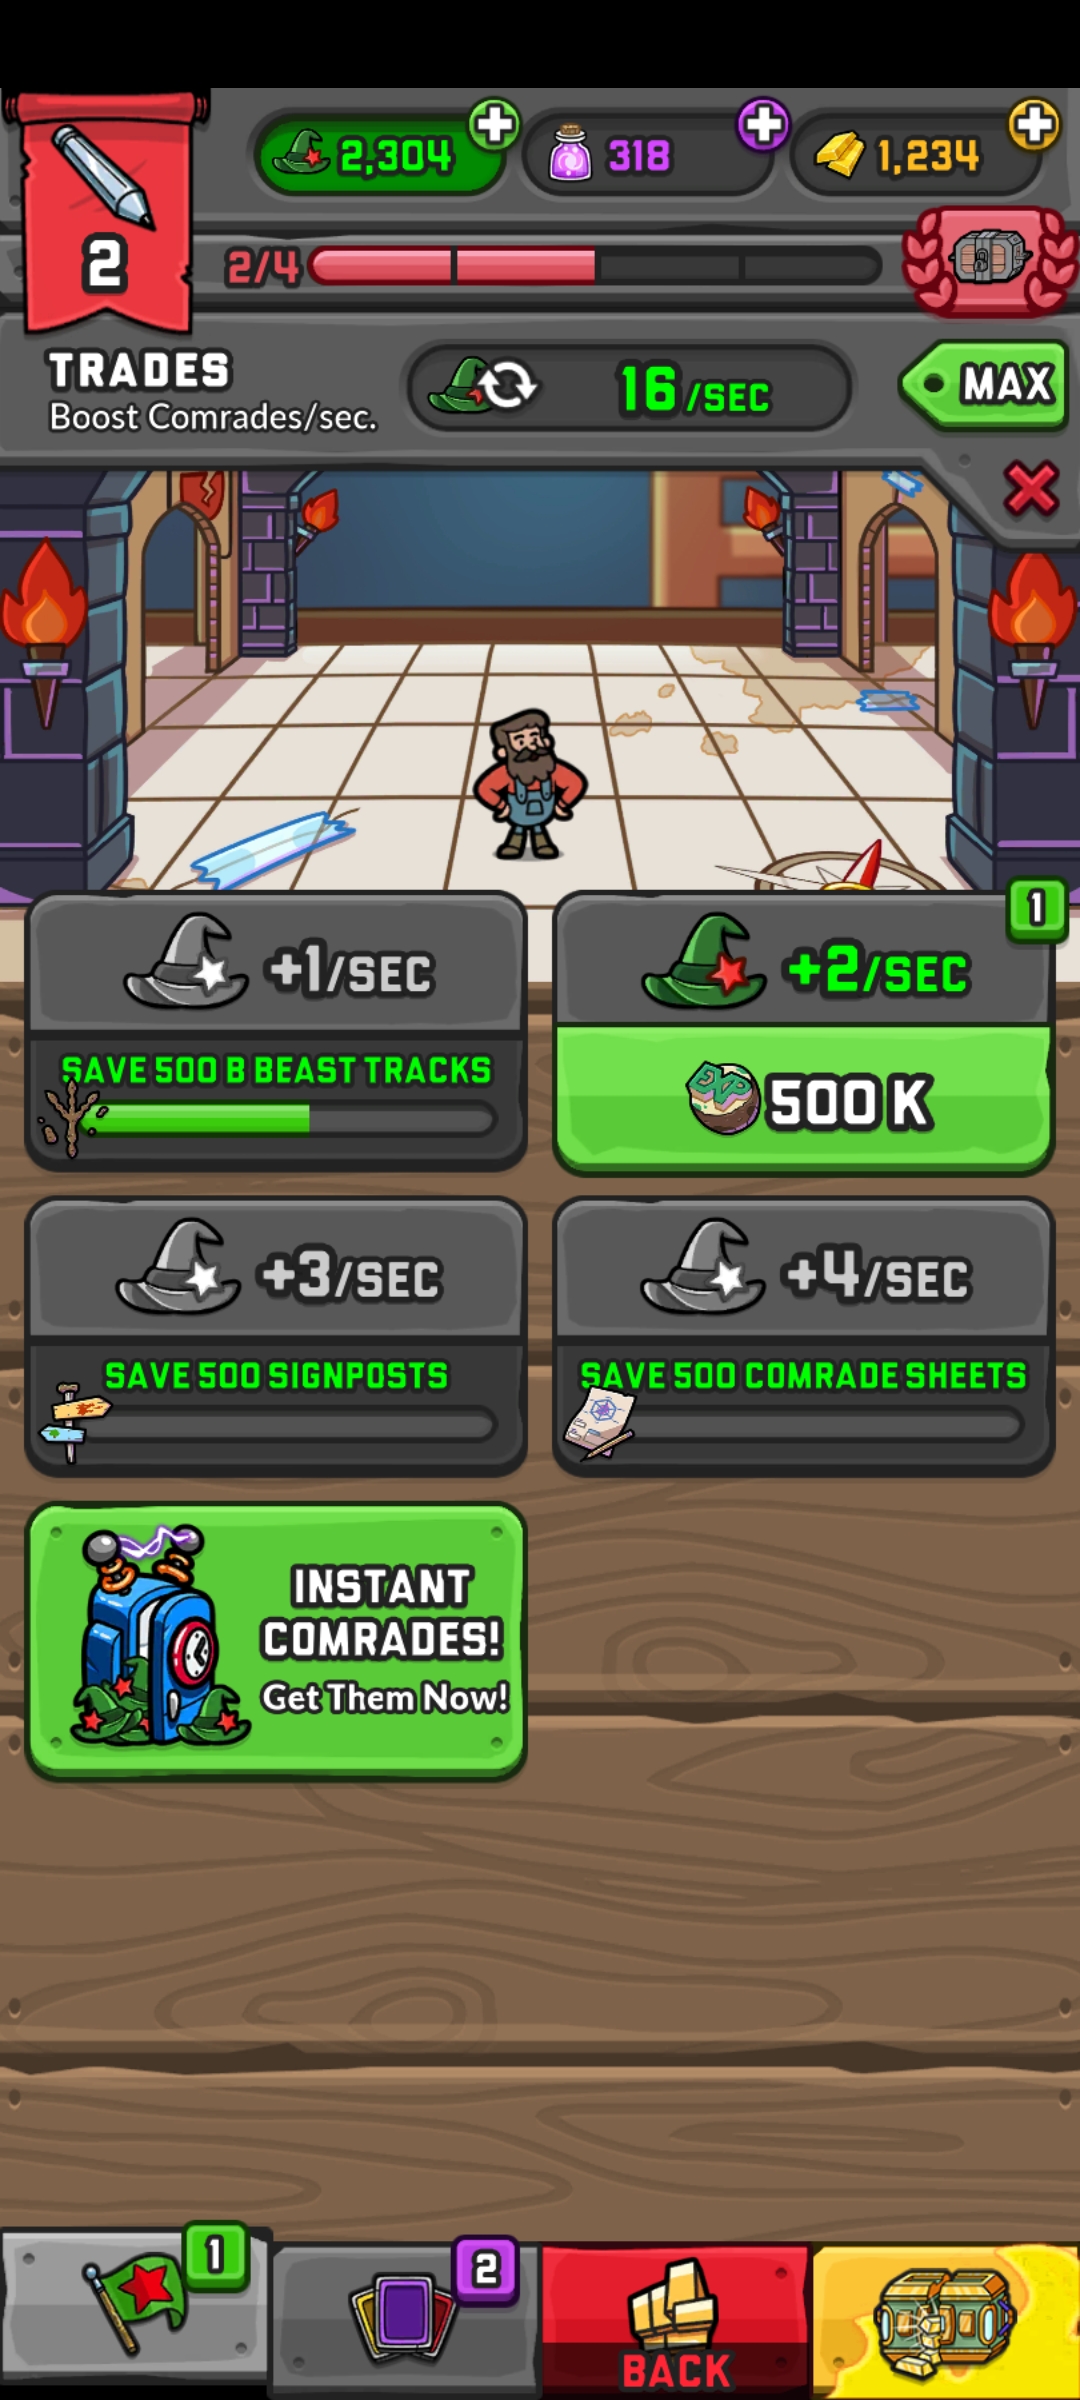 2,304
318
1,234
2
2/4
TRADES
Boost Comrades/sec.
16/SEC
MAX
+1/SEC
SAVE 500 B BEAST TRACKS
1
+2/SEC
EXP
500 K
+3/SEC
SAVE 500 SIGNPOSTS
+4/SEC
SAVE 500 COMRADE SHEETS
INSTANT
COMRADES!
Get Them Now!
1
2
BACK